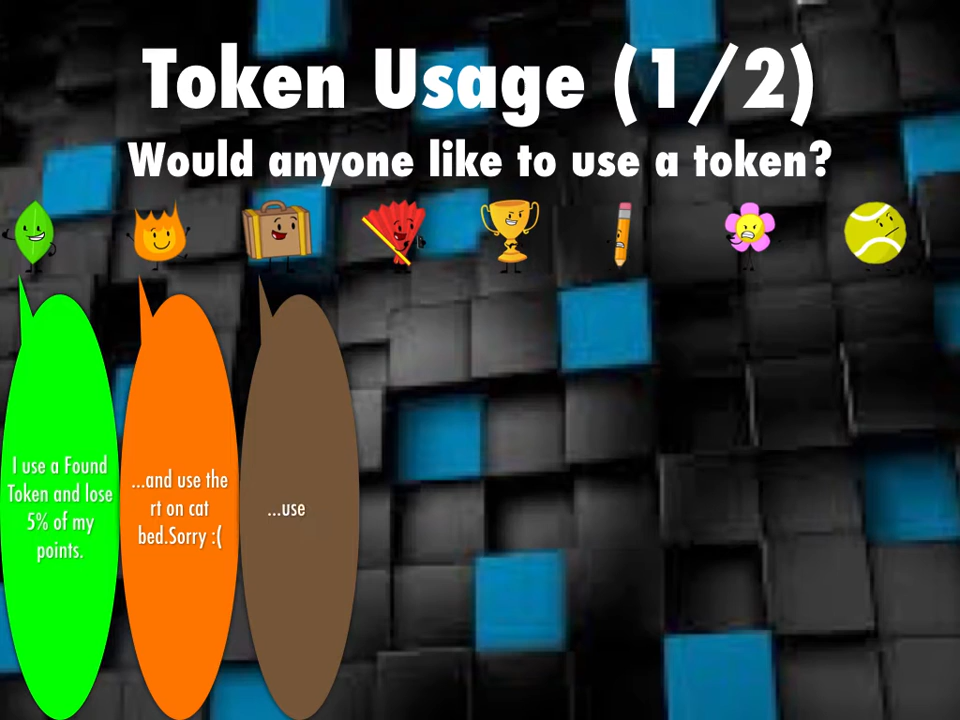 Token Usage (1/2)
Would anyone like to use a token?
I use a Found
Token and lose
5% of my
points.
...and use the
rt on cat
bed.Sorry :(
...use